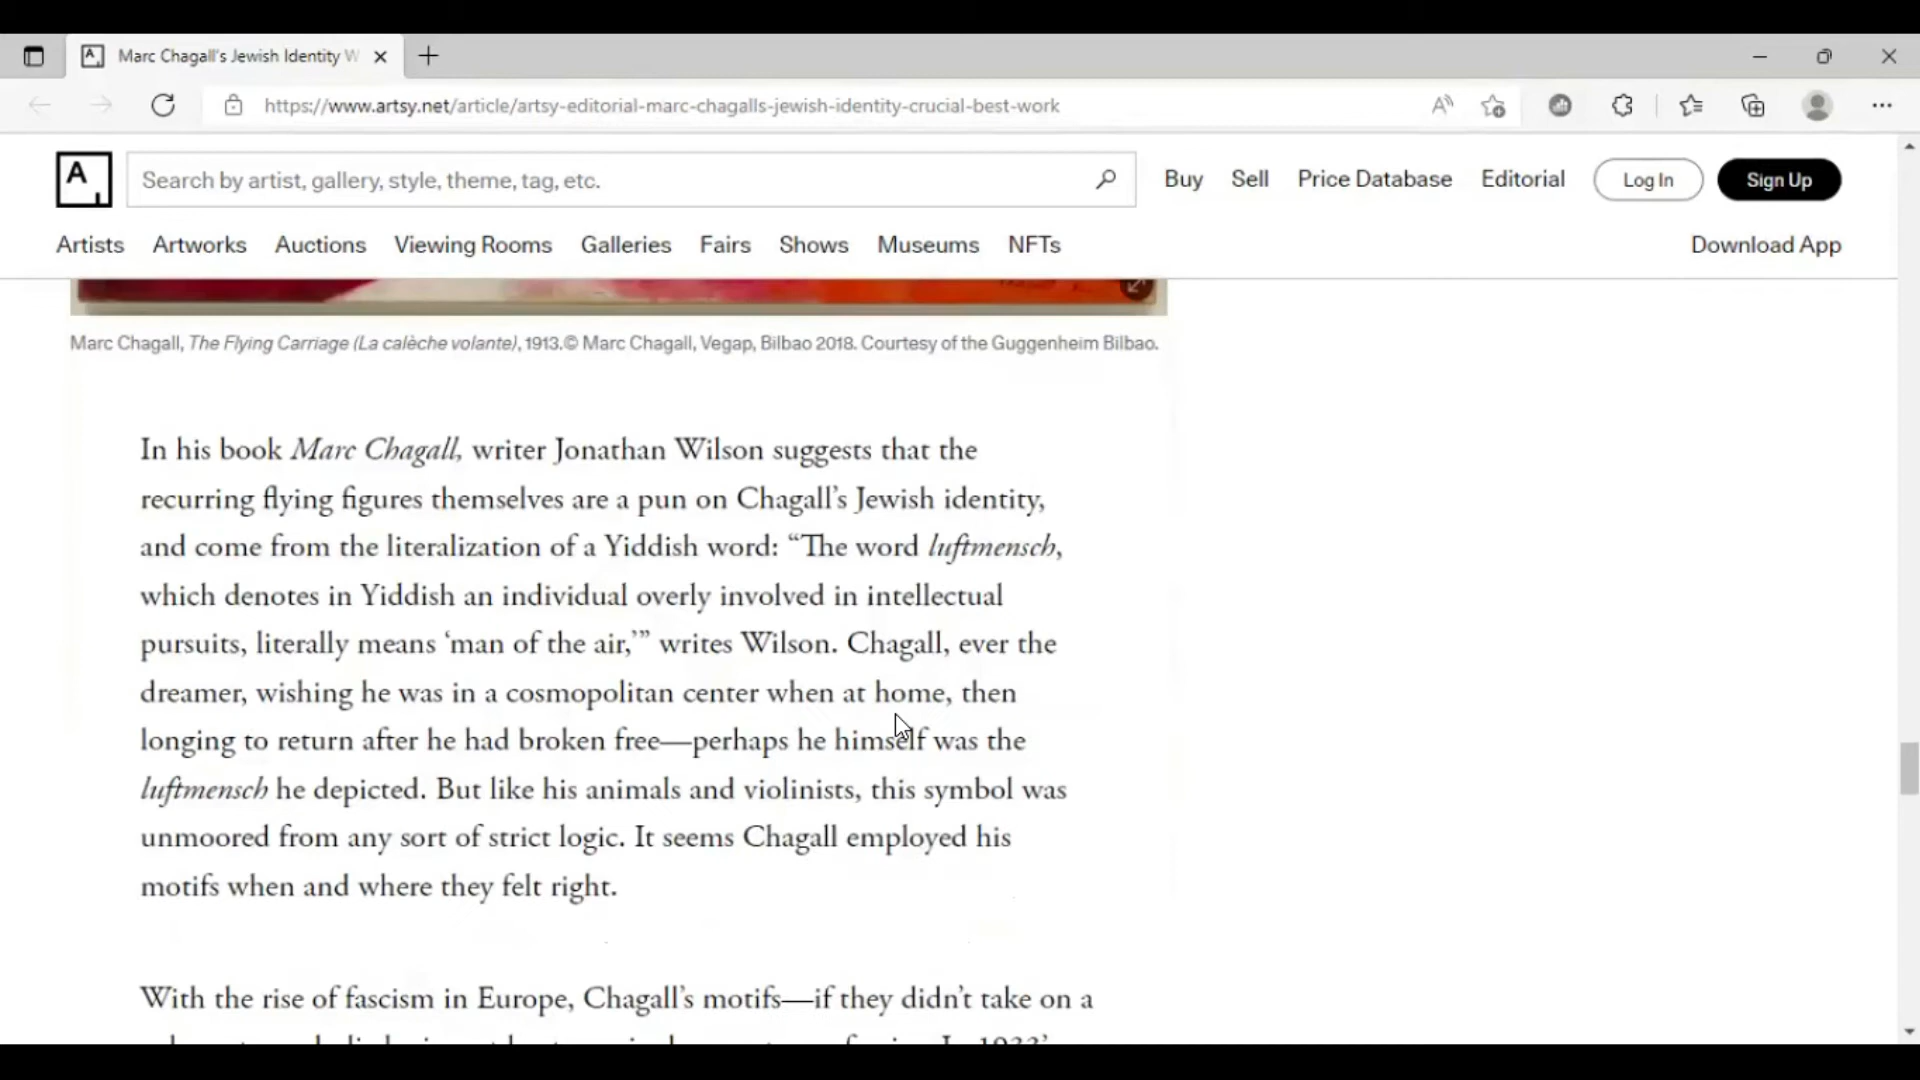 Marc Chagall's Jewish Identity W
https://www.artsy.net/article/artsy-editorial-marc-chagalls-jewish-identity-crucial-best-work
A
Search by artist, gallery, style, theme, tag, etc.
Buy Sell Price Database Editorial Log In Sign Up
Artists Artworks Auctions Viewing Rooms Galleries Fairs Shows Museums NFTs Download App
Marc Chagall, The Flying Carriage (La calèche volante), 1913.© Marc Chagall, Vegap, Bilbao 2018. Courtesy of the Guggenheim Bilbao.
In his book Marc Chagall, writer Jonathan Wilson suggests that the
recurring flying figures themselves are a pun on Chagall’s Jewish identity,
and come from the literalization of a Yiddish word: “The word luftmensch,
which denotes in Yiddish an individual overly involved in intellectual
pursuits, literally means ‘man of the air,’” writes Wilson. Chagall, ever the
dreamer, wishing he was in a cosmopolitan center when at home, then
longing to return after he had broken free—perhaps he himself was the
luftmensch he depicted. But like his animals and violinists, this symbol was
unmoored from any sort of strict logic. It seems Chagall employed his
motifs when and where they felt right.
With the rise of fascism in Europe, Chagall’s motifs—if they didn’t take on a